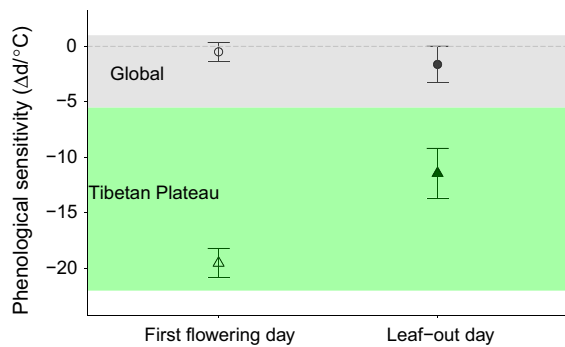 Phenological sensitivity (Δd/°C)
0
−5
−10
−15
−20
Global
Tibetan Plateau
First flowering day
Leaf−out day